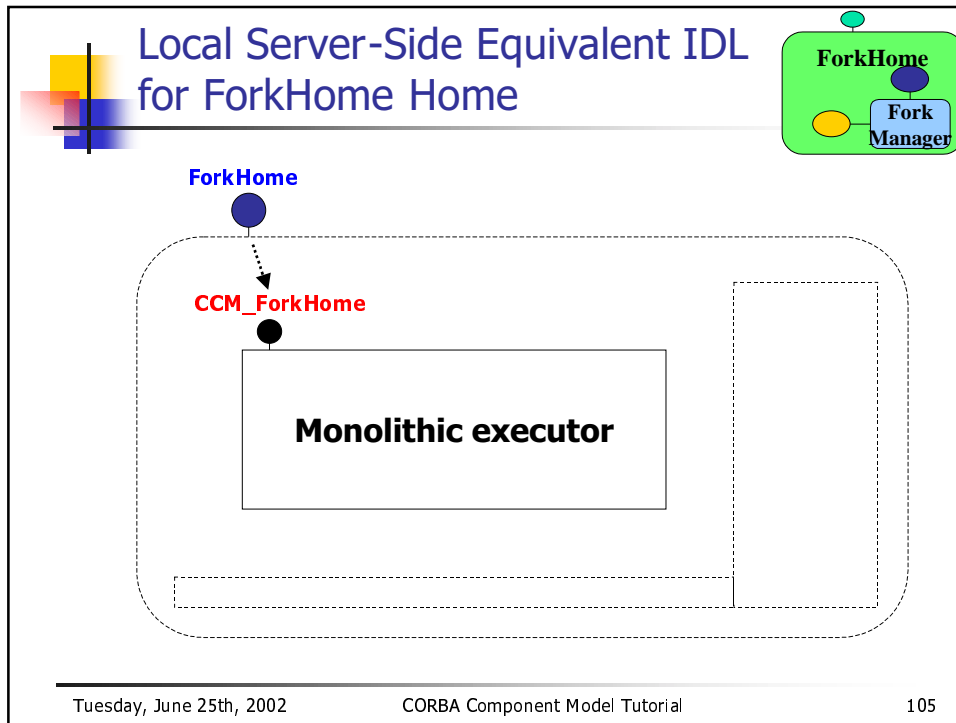 Local Server-Side Equivalent IDL
for ForkHome Home
ForkHome
Fork
Manager
ForkHome
CCM_ForkHome
Monolithic executor
Tuesday, June 25th, 2002
CORBA Component Model Tutorial
105